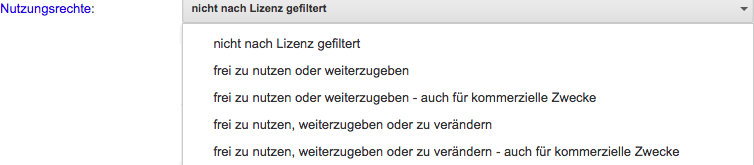 Nutzungsrechte: nicht nach Lizenz gefiltert
nicht nach Lizenz gefiltert
frei zu nutzen oder weiterzugeben
frei zu nutzen oder weiterzugeben - auch für kommerzielle Zwecke
frei zu nutzen, weiterzugeben oder zu verändern
frei zu nutzen, weiterzugeben oder zu verändern - auch für kommerzielle Zwecke